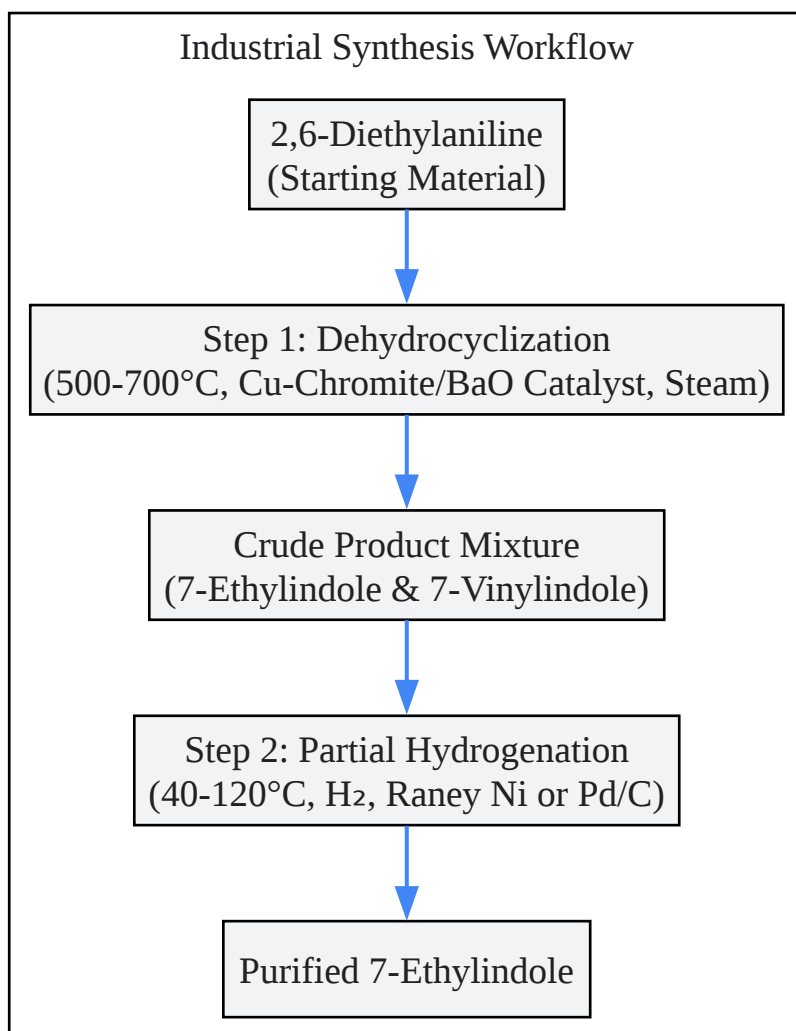 Industrial Synthesis Workflow
2,6-Diethylaniline
(Starting Material)
Step 1: Dehydrocyclization
(500-700°C, Cu-Chromite/BaO Catalyst, Steam)
Crude Product Mixture
(7-Ethylindole & 7-Vinylindole)
Step 2: Partial Hydrogenation
(40-120°C, H₂, Raney Ni or Pd/C)
Purified 7-Ethylindole